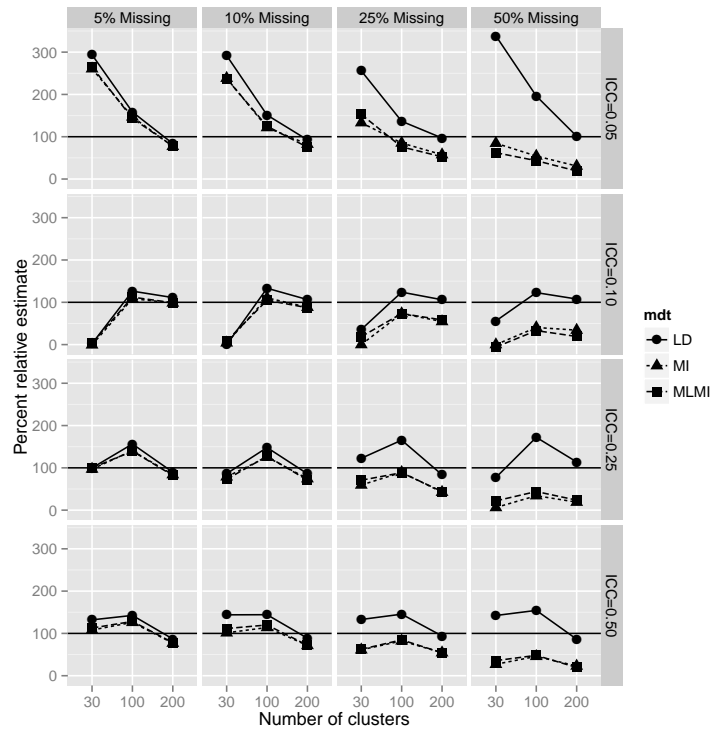 5% Missing 10% Missing 25% Missing 50% Missing
300
200
100
0
ICC=0.05
300
200
100
0
ICC=0.10
300
200
100
0
ICC=0.25
300
200
100
0
ICC=0.50
30 100 200 30 100 200 30 100 200 30 100 200
Number of clusters
Percent relative estimate
mdt
LD
MI
MLMI